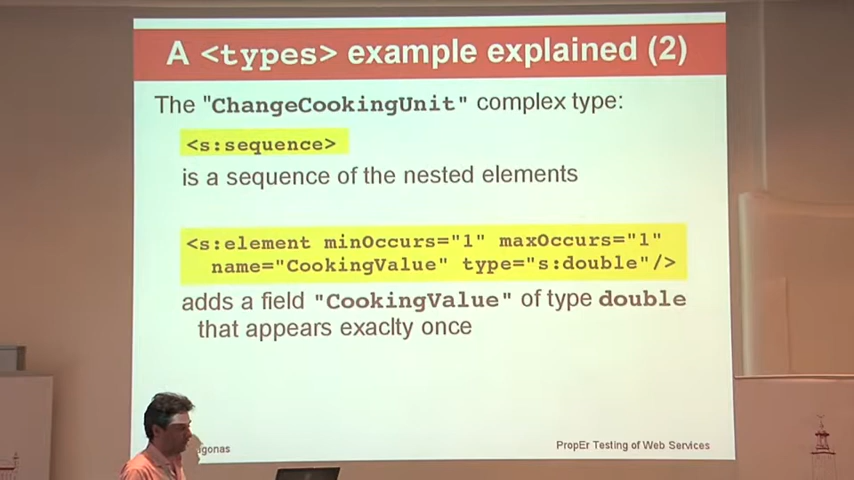 A <types> example explained (2)
The "ChangeCookingUnit" complex type:
<s:sequence>
is a sequence of the nested elements
<s:element minOccurs="1" maxOccurs="1"
name="CookingValue" type="s:double"/>
adds a field "CookingValue" of type double
that appears exaclty once
PropEr Testing of Web Services